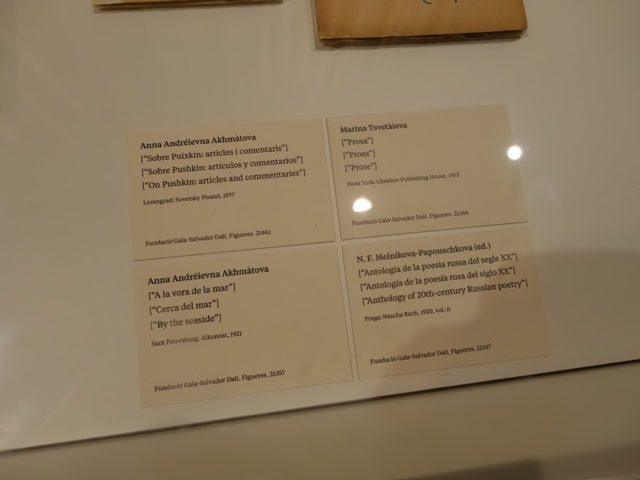 Anna Andréievna Akhmàtova
["Sobre Puixkin: articles i comentaris"]
["Sobre Pushkin: artículos y comentarios"]
["On Pushkin: articles and commentaries"]
Leningrad: Sovetsky Pisatel, 1977
Fundació Gala-Salvador Dalí, Figueres. 21461
Marina Tsvetàieva
["Prosa"]
["Prosa"]
["Prose"]
Nova York: Chekhov Publishing House, 1953
Fundació Gala-Salvador Dalí, Figueres. 21366
Anna Andréievna Akhmàtova
["A la vora de la mar"]
["Cerca del mar"]
["By the seaside"]
Sant Petersburg: Alkonost, 1921
Fundació Gala-Salvador Dalí, Figueres. 21357
N. F. Melnikova-Papouschkova (ed.)
["Antologia de la poesia russa del segle XX"]
["Antología de la poesía rusa del siglo XX"]
["Anthology of 20th-century Russian poetry"]
Praga: Nascha Rech, 1920, vol. II
Fundació Gala-Salvador Dalí, Figueres. 21347